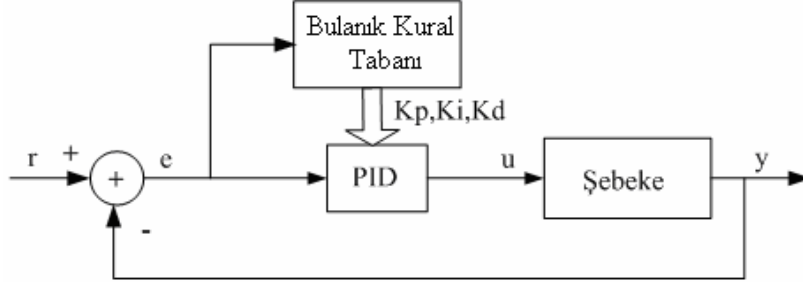 Bulanık Kural
Tabanı
Kp,Ki,Kd
r
+
+
e
PID
u
Şebeke
y
-